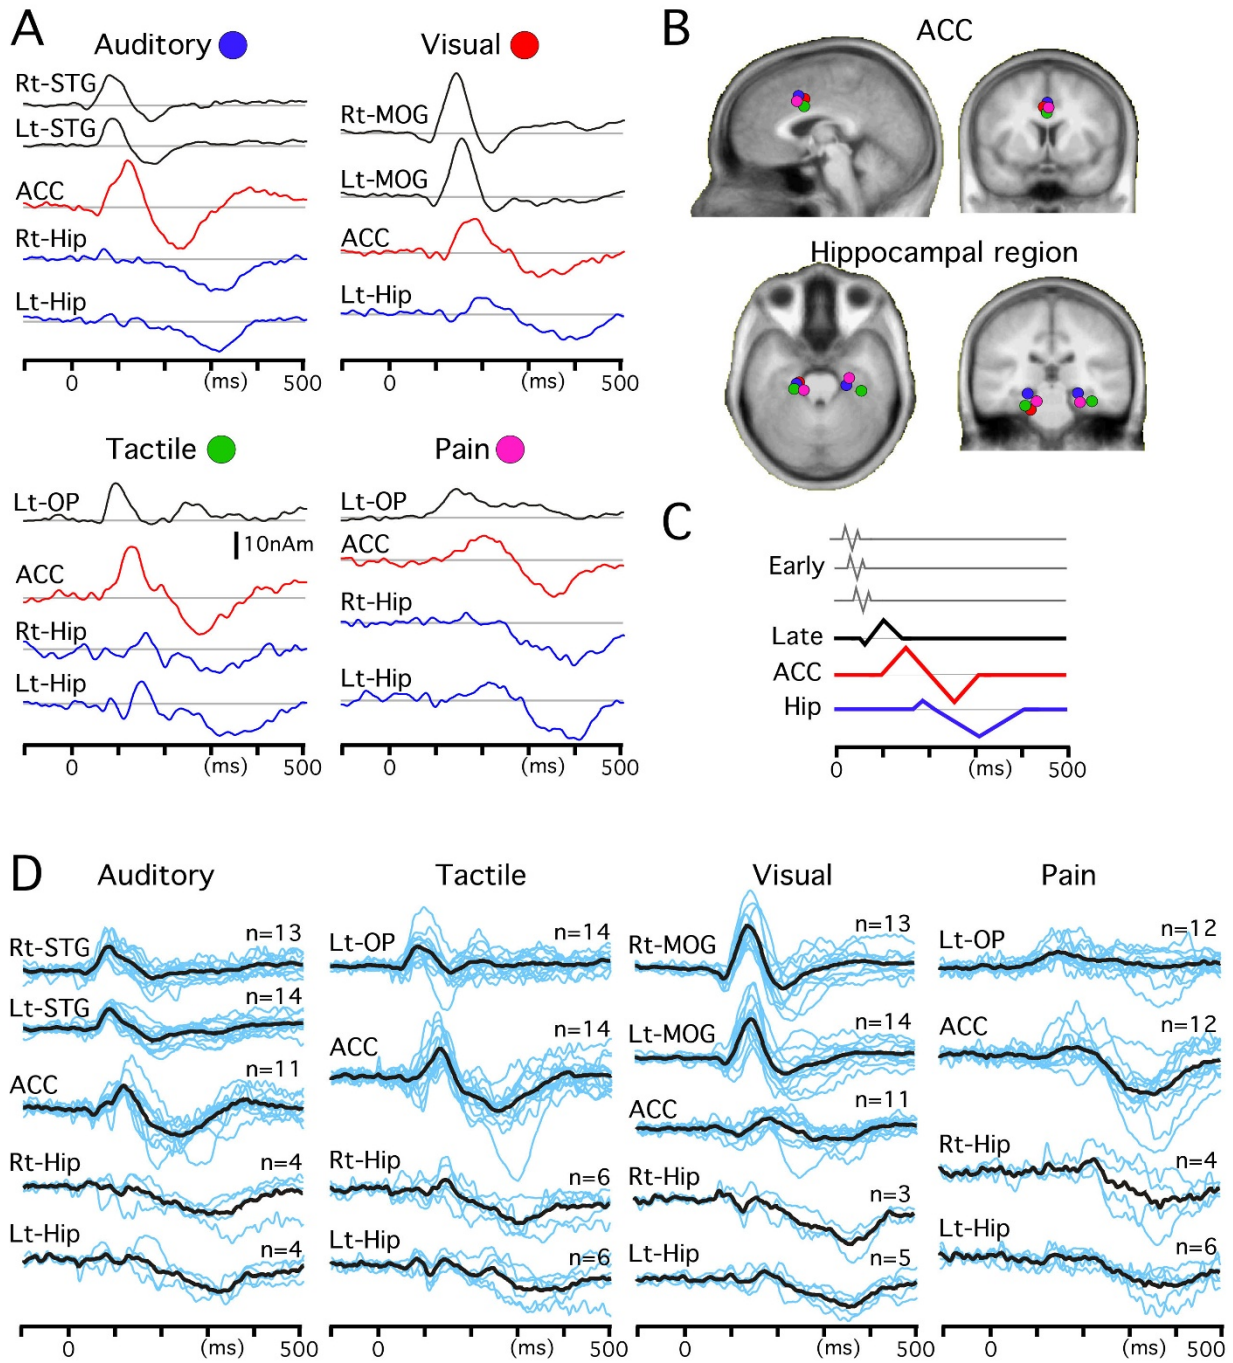 A
Auditory
Rt-STG
Lt-STG
ACC
Rt-Hip
Lt-Hip
0 (ms) 500
Visual
Rt-MOG
Lt-MOG
ACC
Lt-Hip
0 (ms) 500
Tactile
Lt-OP
10nAm
ACC
Rt-Hip
Lt-Hip
0 (ms) 500
Pain
Lt-OP
ACC
Rt-Hip
Lt-Hip
0 (ms) 500
B
ACC
Hippocampal region
C
Early
Late
ACC
Hip
0 (ms) 500
D
Auditory
Rt-STG n=13
Lt-STG n=14
ACC n=11
Rt-Hip n=4
Lt-Hip n=4
0 (ms) 500
Tactile
Lt-OP n=14
ACC n=14
Rt-Hip n=6
Lt-Hip n=6
0 (ms) 500
Visual
Rt-MOG n=13
Lt-MOG n=14
ACC n=11
Rt-Hip n=3
Lt-Hip n=5
0 (ms) 500
Pain
Lt-OP n=12
ACC n=12
Rt-Hip n=4
Lt-Hip n=6
0 (ms) 500